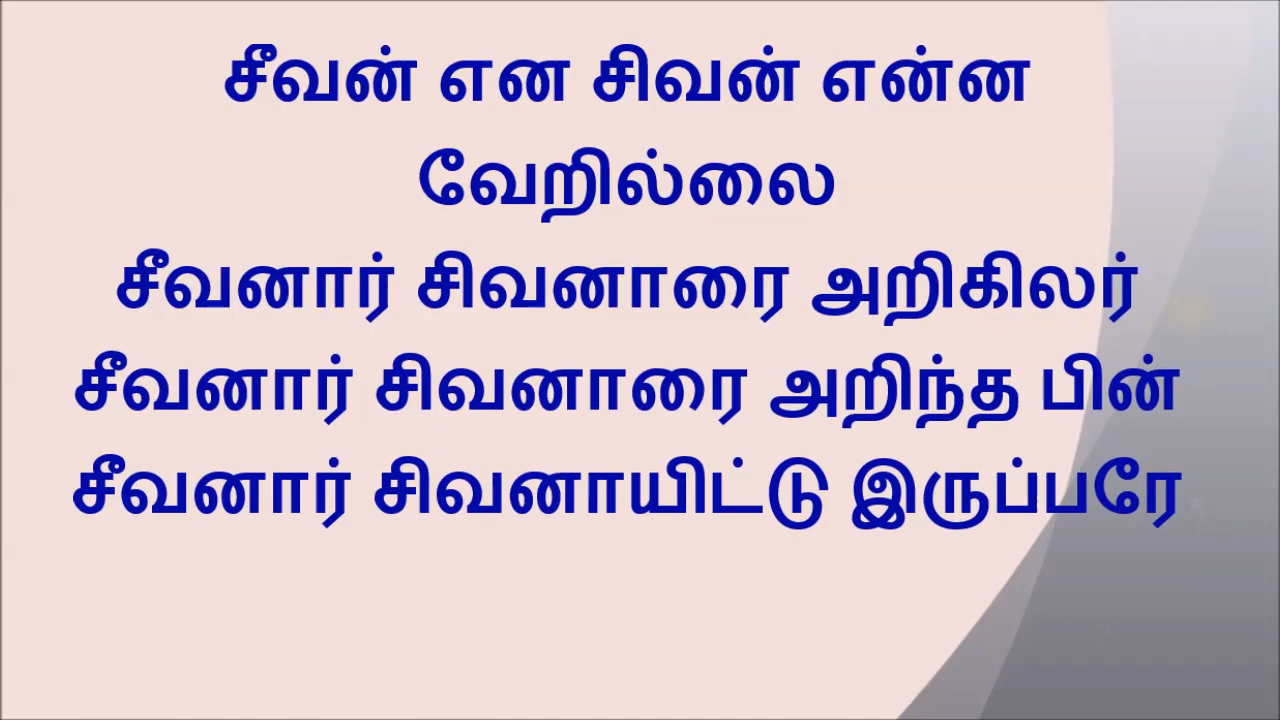 சீவன் என சிவன் என்ன
வேறில்லை
சீவனார் சிவனாரை அறிகிலர்
சீவனார் சிவனாரை அறிந்த பின்
சீவனார் சிவனாயிட்டு இருப்பரே